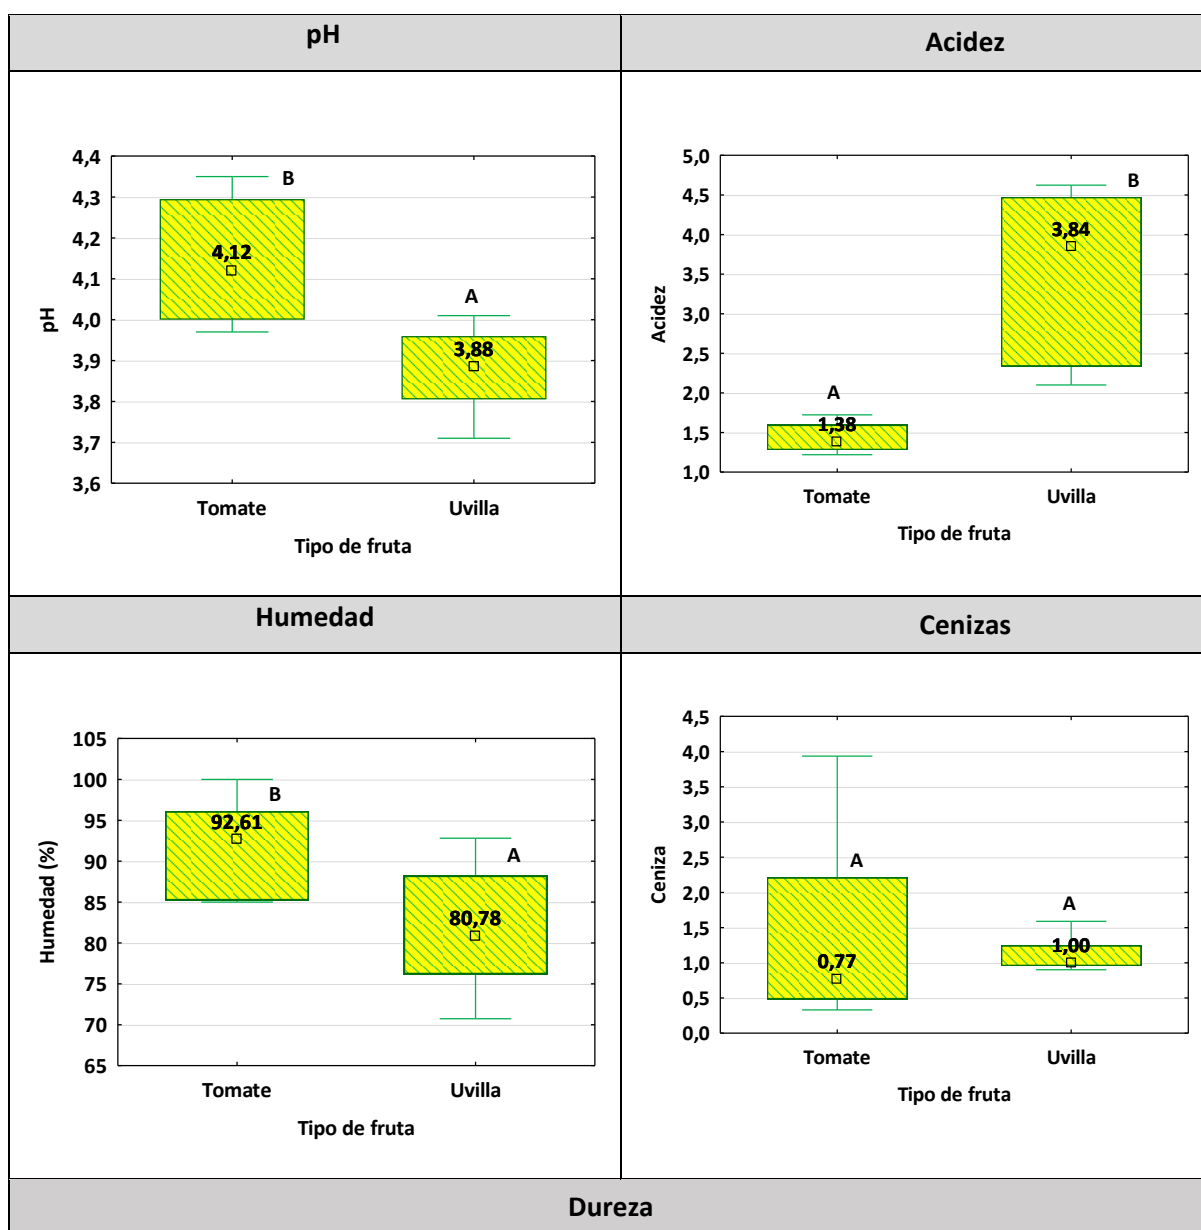 pH
Acidez
4,4
4,3
4,2
4,1
4,0
3,9
3,8
3,7
3,6
pH
B
4,12
A
3,88
Tomate
Uvilla
Tipo de fruta
5,0
4,5
4,0
3,5
3,0
2,5
2,0
1,5
1,0
Acidez
A
1,38
B
3,84
Tomate
Uvilla
Tipo de fruta
Humedad
Cenizas
105
100
95
90
85
80
75
70
65
Humedad (%)
B
92,61
A
80,78
Tomate
Uvilla
Tipo de fruta
4,5
4,0
3,5
3,0
2,5
2,0
1,5
1,0
0,5
0,0
Ceniza
A
0,77
A
1,00
Tomate
Uvilla
Tipo de fruta
Dureza